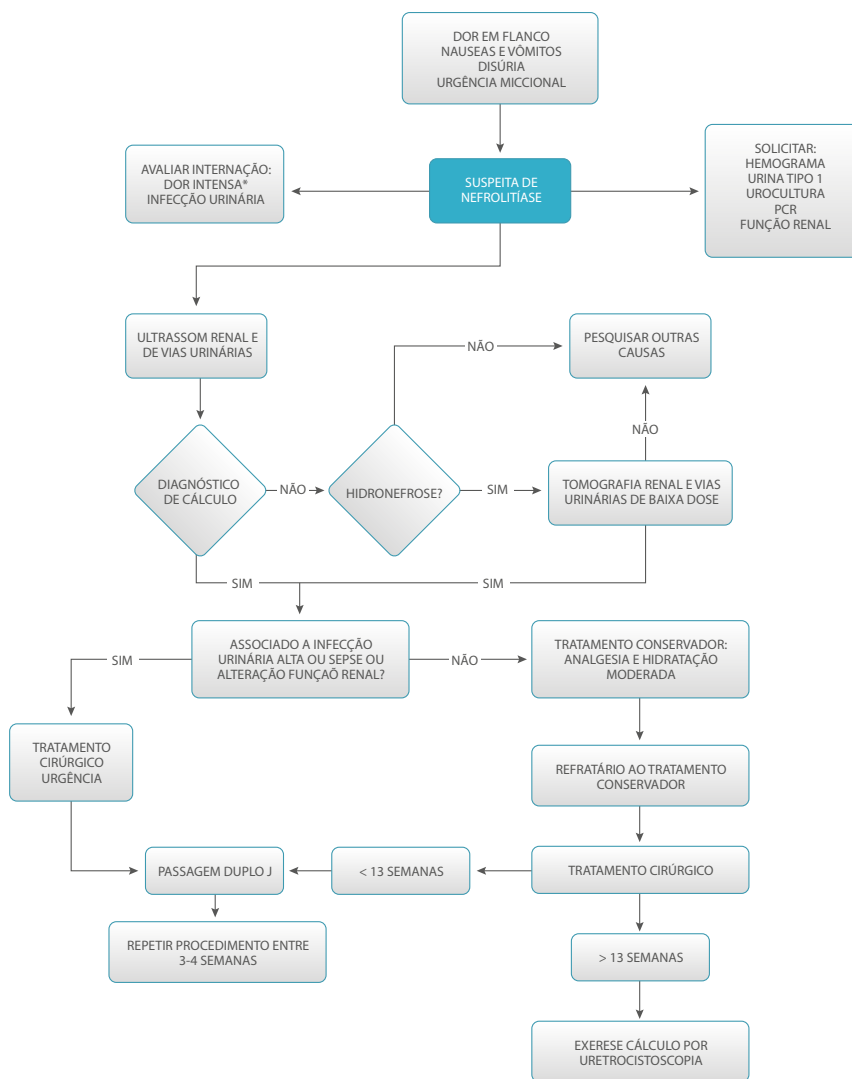 DOR EM FLANCO
NAUSEAS E VÔMITOS
DISÚRIA
URGÊNCIA MICCIONAL
AVALIAR INTERNAÇÃO:
DOR INTENSA*
INFECÇÃO URINÁRIA
SUSPEITA DE
NEFROLITÍASE
SOLICITAR:
HEMOGRAMA
URINA TIPO 1
UROCULTURA
PCR
FUNÇÃO RENAL
ULTRASSOM RENAL E
DE VIAS URINÁRIAS
NÃO
PESQUISAR OUTRAS
CAUSAS
NÃO
DIAGNÓSTICO
DE CÁLCULO
NÃO
HIDRONEFROSE?
SIM
TOMOGRAFIA RENAL E VIAS
URINÁRIAS DE BAIXA DOSE
SIM
SIM
ASSOCIADO A INFECÇÃO
URINÁRIA ALTA OU SEPSE OU
ALTERAÇÃO FUNÇAÕ RENAL?
SIM
NÃO
TRATAMENTO CONSERVADOR:
ANALGESIA E HIDRATAÇÃO
MODERADA
TRATAMENTO
CIRÚRGICO
URGÊNCIA
REFRATÁRIO AO TRATAMENTO
CONSERVADOR
PASSAGEM DUPLO J
< 13 SEMANAS
TRATAMENTO CIRÚRGICO
REPETIR PROCEDIMENTO ENTRE
3-4 SEMANAS
> 13 SEMANAS
EXERESE CÁLCULO POR
URETROCISTOSCOPIA